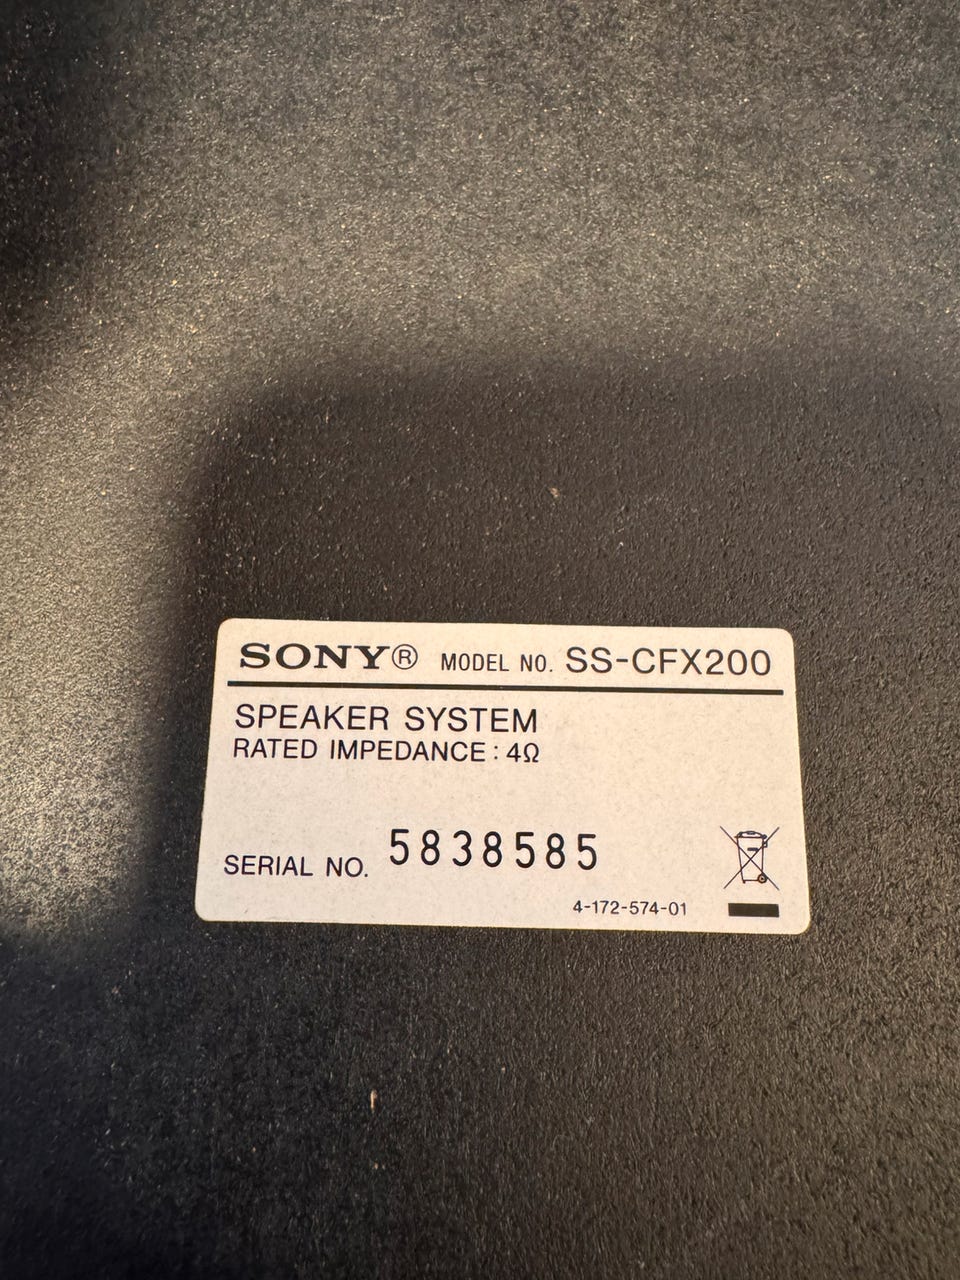 SONY® MODEL NO. SS-CFX200
SPEAKER SYSTEM
RATED IMPEDANCE : 4Ω
SERIAL NO. 5838585
4-172-574-01